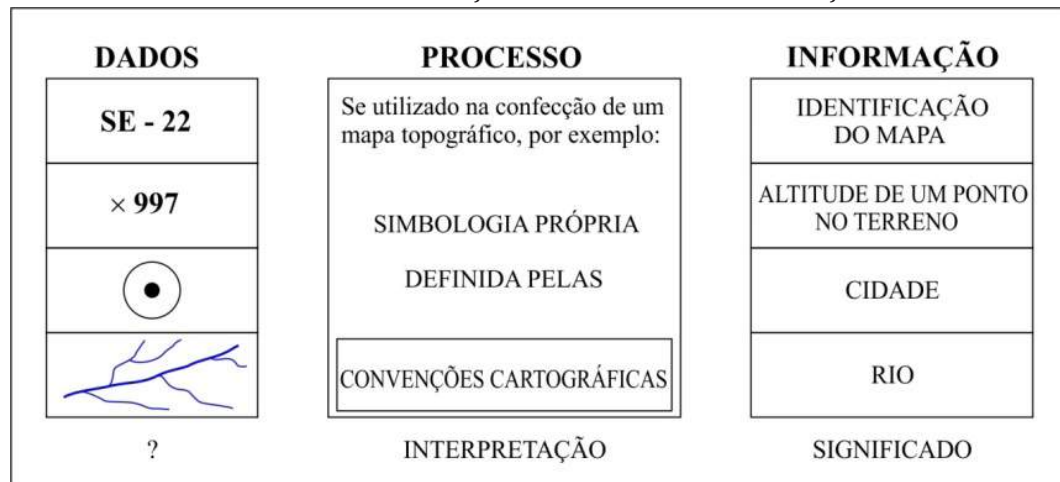 DADOS
SE - 22
× 997
?
PROCESSO
Se utilizado na confecção de um
mapa topográfico, por exemplo:
SIMBOLOGIA PRÓPRIA
DEFINIDA PELAS
CONVENÇÕES CARTOGRÁFICAS
INTERPRETAÇÃO
INFORMAÇÃO
IDENTIFICAÇÃO
DO MAPA
ALTITUDE DE UM PONTO
NO TERRENO
CIDADE
RIO
SIGNIFICADO